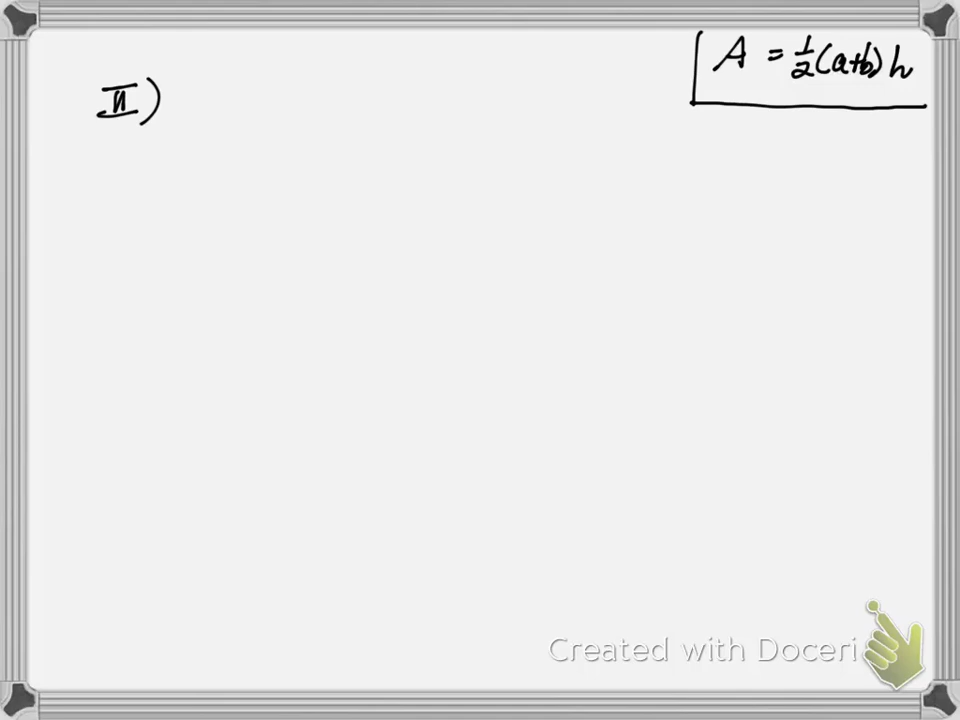 A = ½(a+b)h
II)
Created with Doceri